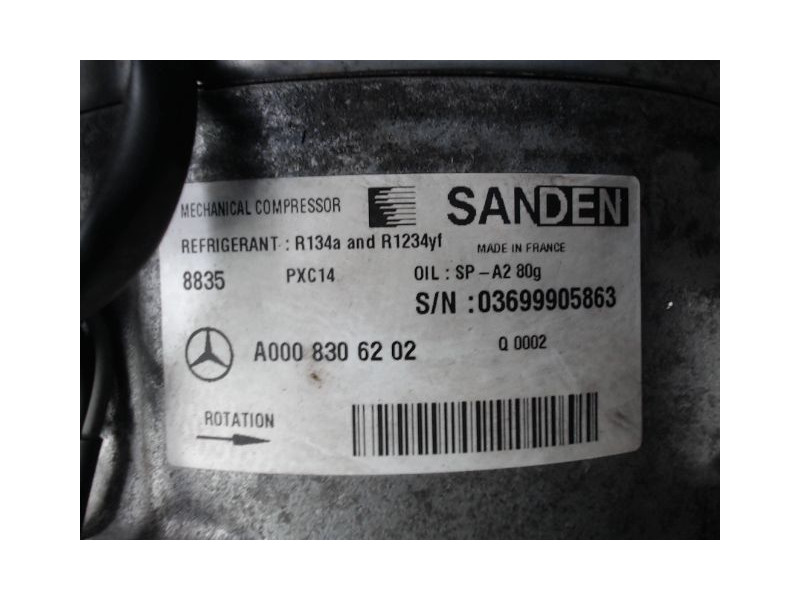 MECHANICAL COMPRESSOR SANDEN
REFRIGERANT : R134a and R1234yf MADE IN FRANCE
8835 PXC14 OIL : SP-A2 80g
S/N : 03699905863
A000 830 62 02 Q 0002
ROTATION